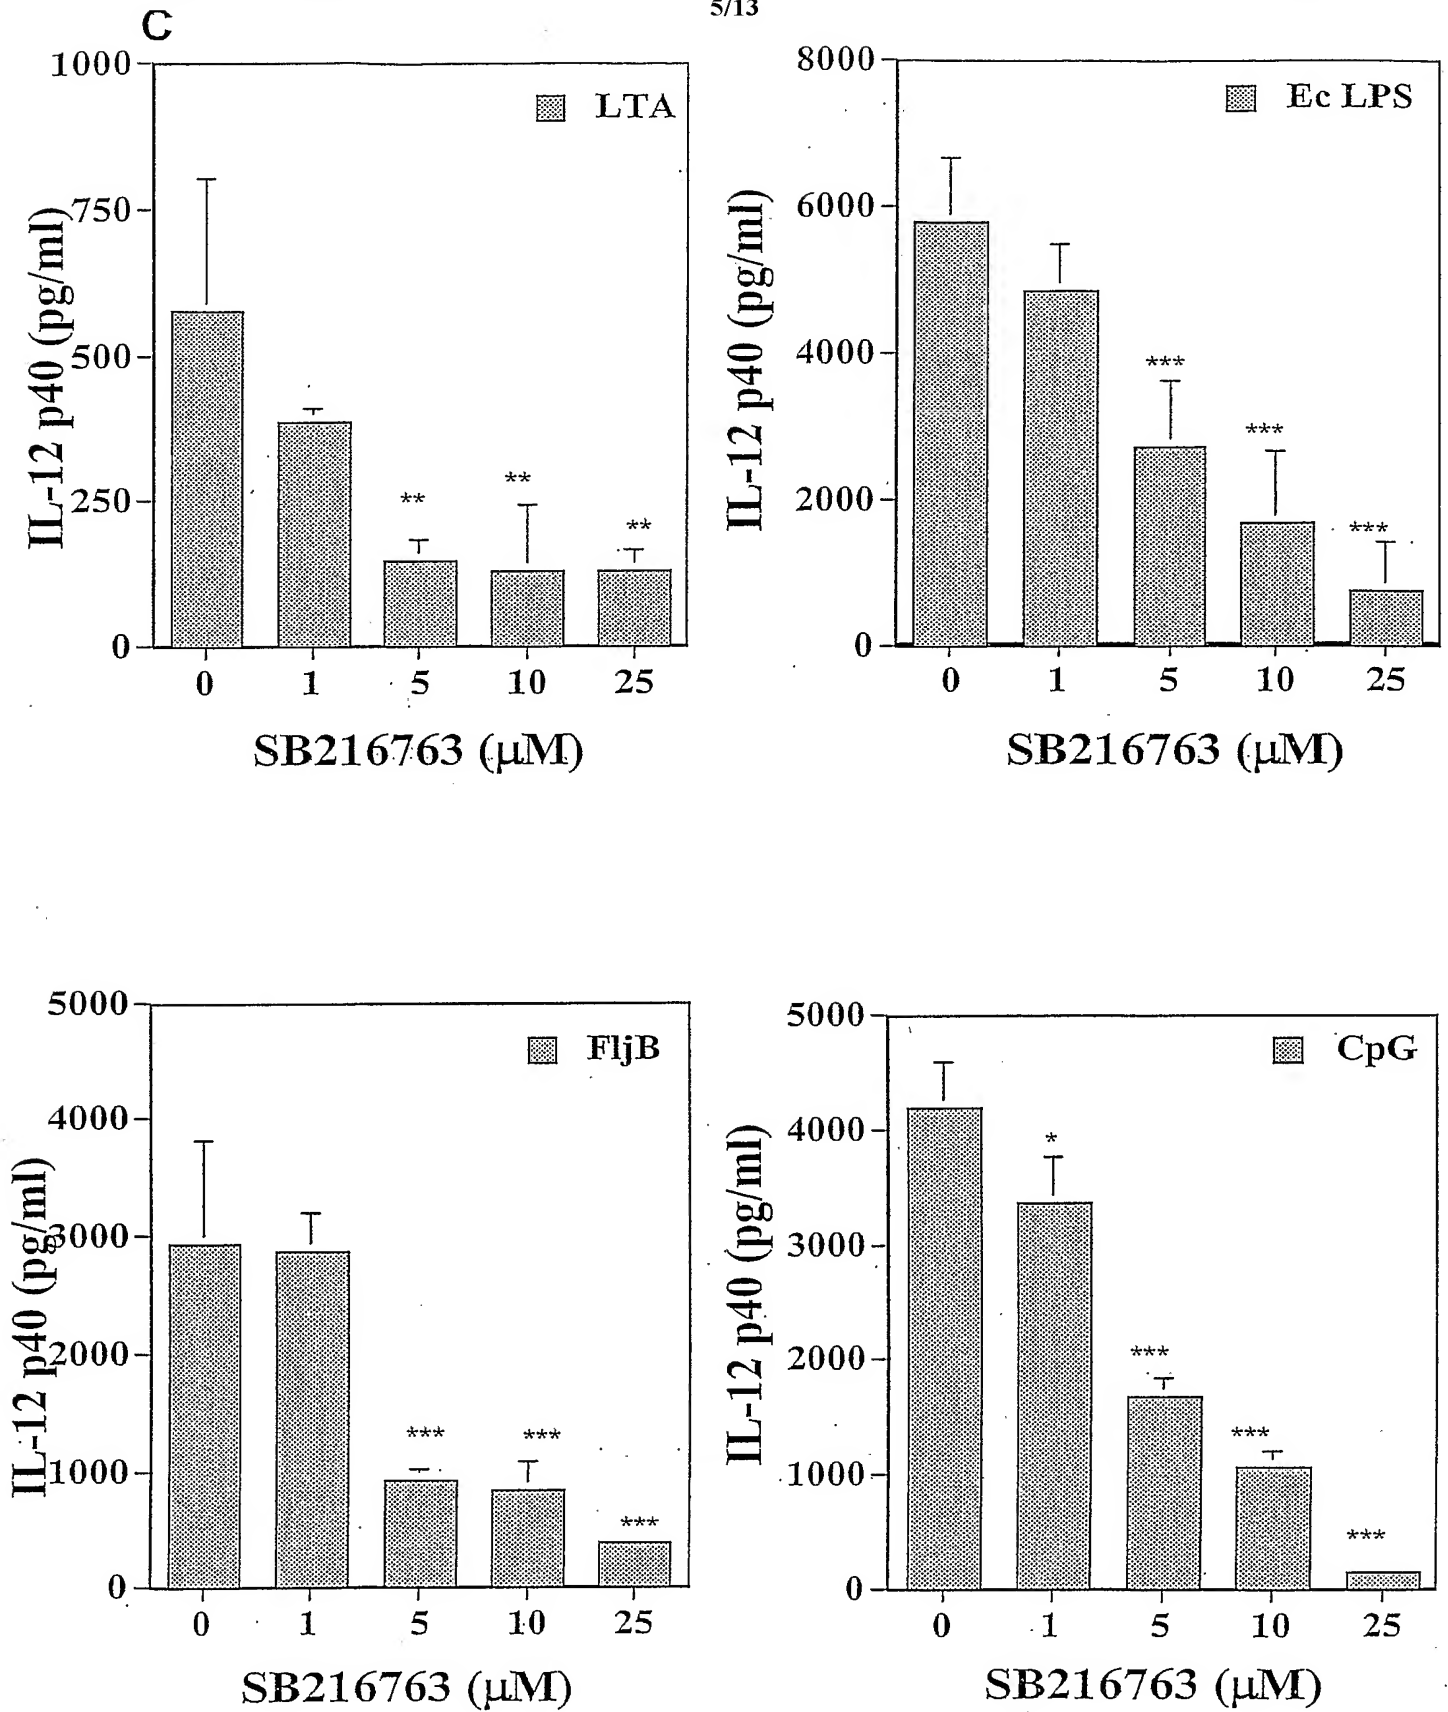 5/13
C
LTA
IL-12 p40 (pg/ml)
1000
750
500
250
0
** ** **
0 1 5 10 25
SB216763 (μM)
Ec LPS
IL-12 p40 (pg/ml)
8000
6000
4000
2000
0
*** *** ***
0 1 5 10 25
SB216763 (μM)
FljB
IL-12 p40 (pg/ml)
5000
4000
3000
2000
1000
0
*** *** ***
0 1 5 10 25
SB216763 (μM)
CpG
IL-12 p40 (pg/ml)
5000
4000
3000
2000
1000
0
* *** *** ***
0 1 5 10 25
SB216763 (μM)